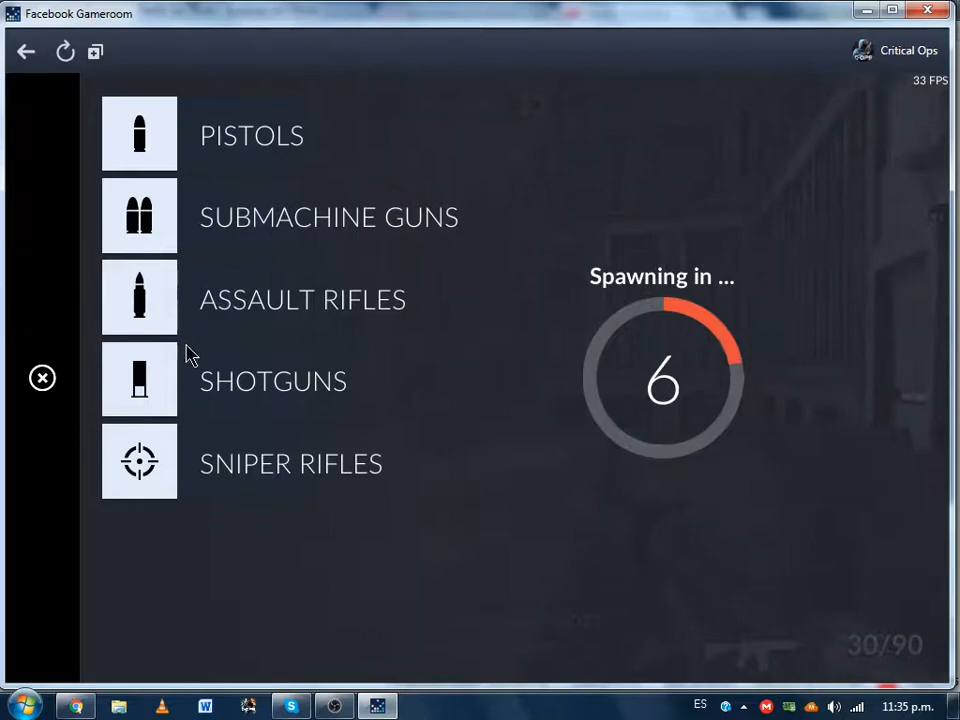 Facebook Gameroom
Critical Ops
33 FPS
PISTOLS
SUBMACHINE GUNS
ASSAULT RIFLES
SHOTGUNS
SNIPER RIFLES
Spawning in ...
6
30/90
ES
11:35 p.m.